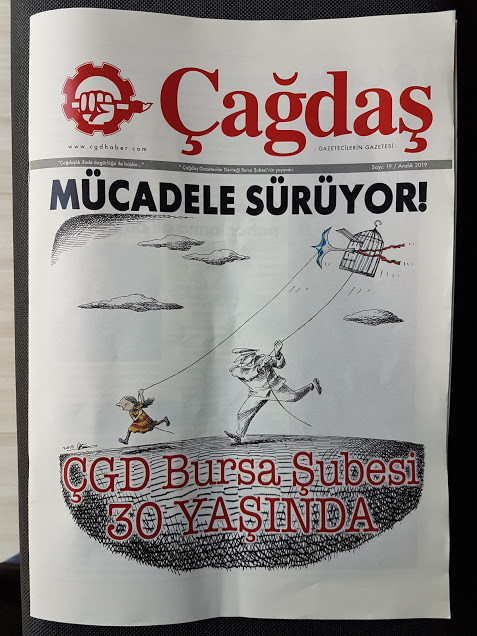 Çağdaş
www.cgdhaber.com
- GAZETECİLERİN GAZETESİ -
"Çağdaşlık ifade özgürlüğü ile başlar..."
* Çağdaş Gazeteciler Derneği Bursa Şubesi'nin yayınıdır.
Sayı: 19 / Aralık 2019
MÜCADELE SÜRÜYOR!
ÇGD Bursa Şubesi
30 YAŞINDA